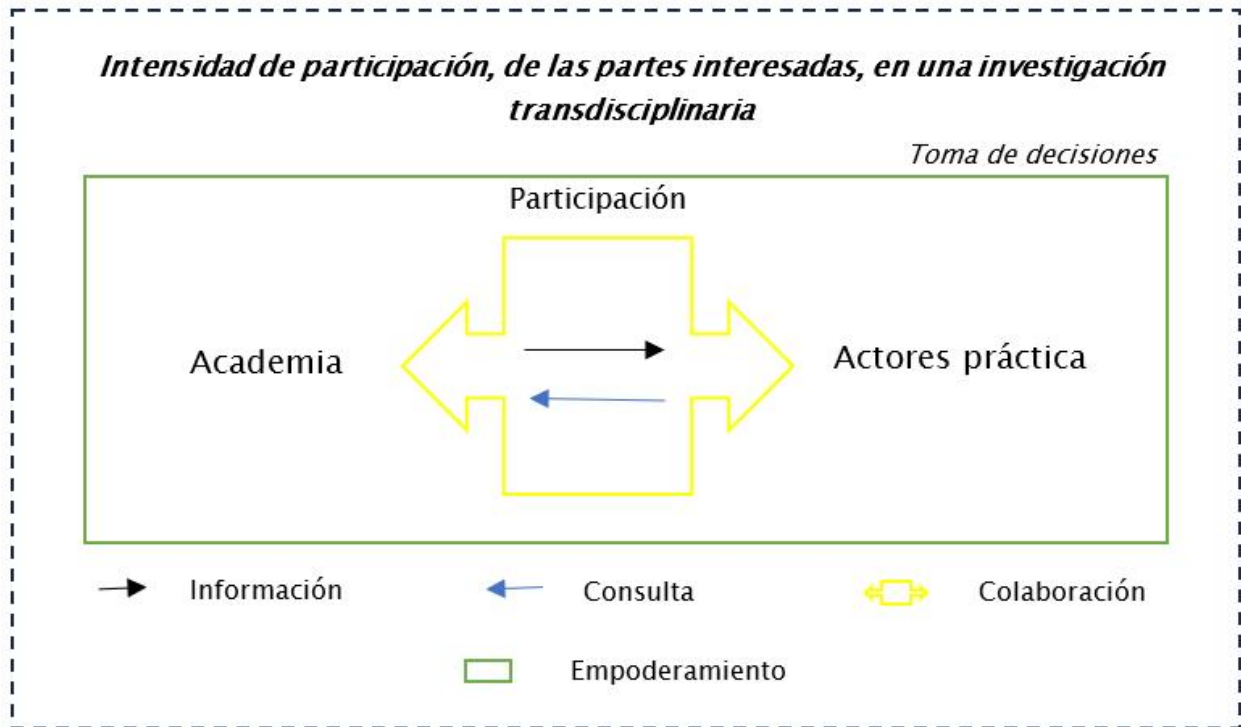 Intensidad de participación, de las partes interesadas, en una investigación
transdisciplinaria
Toma de decisiones
Participación
Academia
Actores práctica
Información
Consulta
Colaboración
Empoderamiento